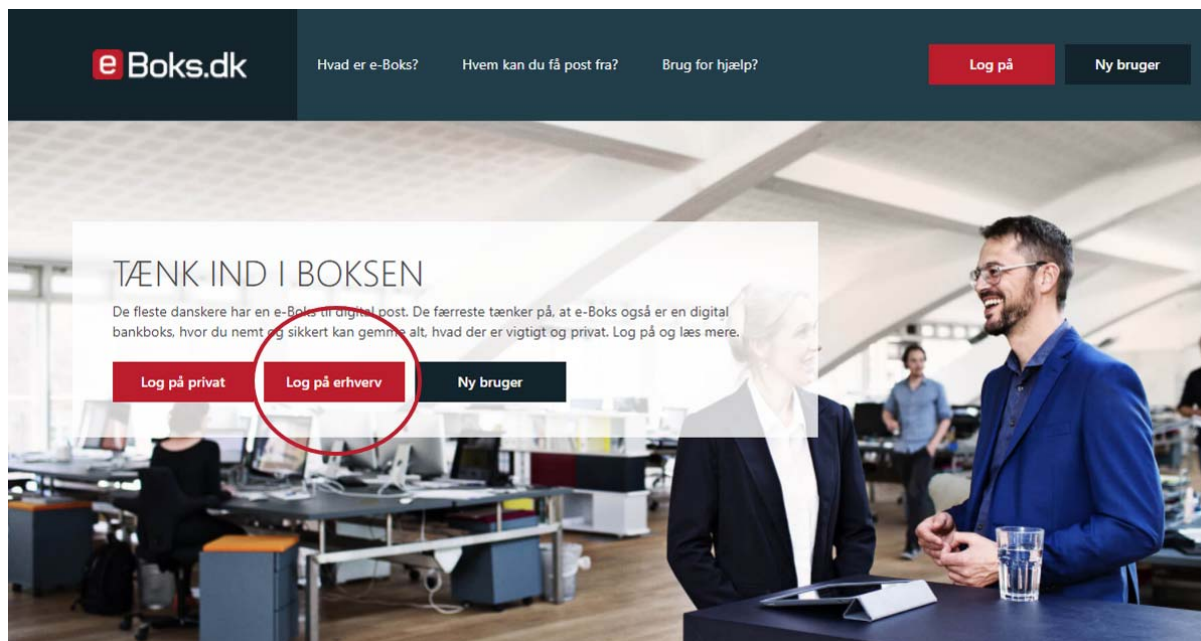 e Boks.dk
Hvad er e-Boks?
Hvem kan du få post fra?
Brug for hjælp?
Log på
Ny bruger
TÆNK IND I BOKSEN
De fleste danskere har en e-Boks til digital post. De færreste tænker på, at e-Boks også er en digital
bankboks, hvor du nemt og sikkert kan gemme alt, hvad der er vigtigt og privat. Log på og læs mere.
Log på privat
Log på erhverv
Ny bruger